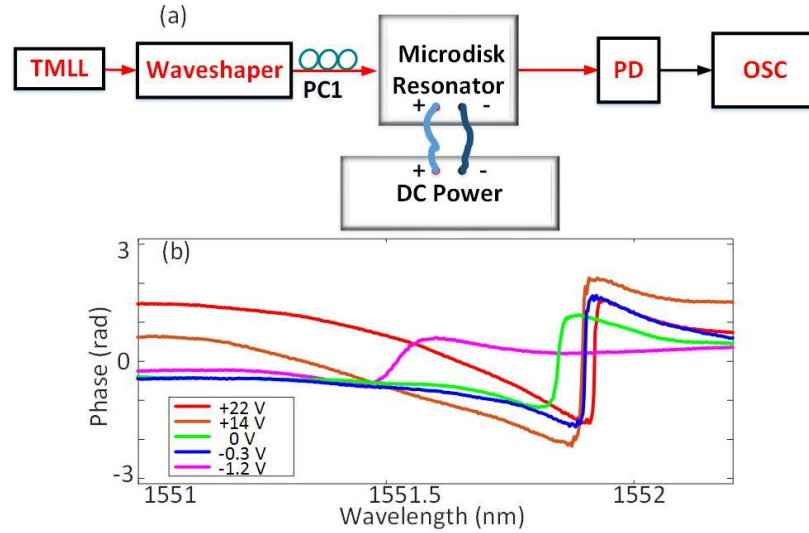 (a)
TMLL
Waveshaper
PC1
Microdisk
Resonator
+ -
PD
OSC
+ -
DC Power
(b)
Phase (rad)
3
0
-3
+22 V
+14 V
0 V
-0.3 V
-1.2 V
1551
1551.5
1552
Wavelength (nm)